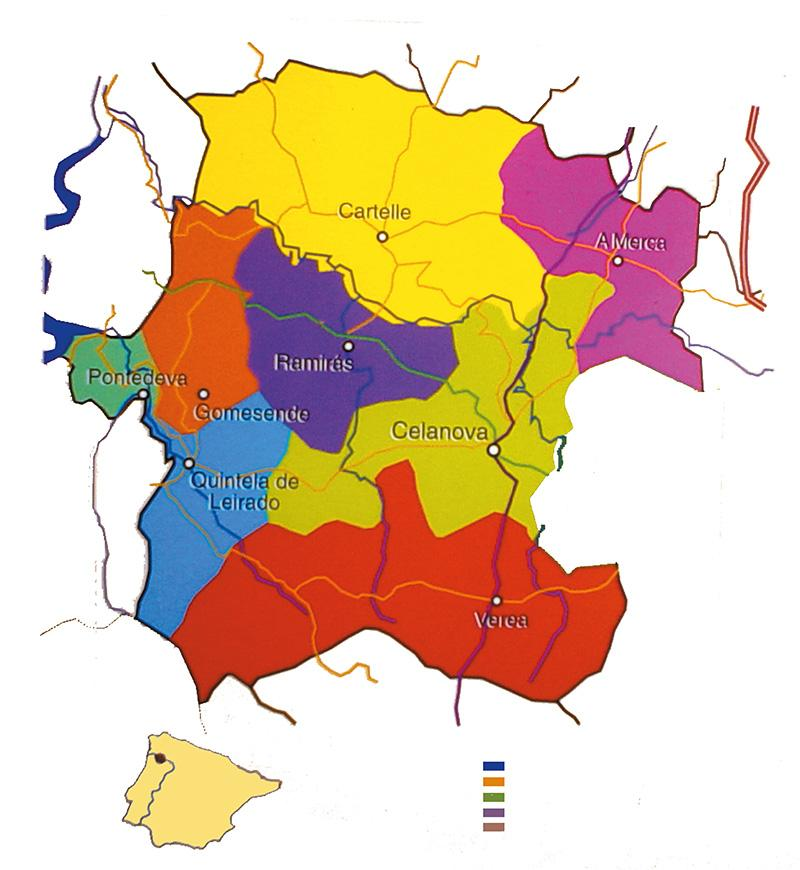 Cartelle
A Merca
Ramirás
Pontedeva
Gomesende
Celanova
Quintela de
Leirado
Verea